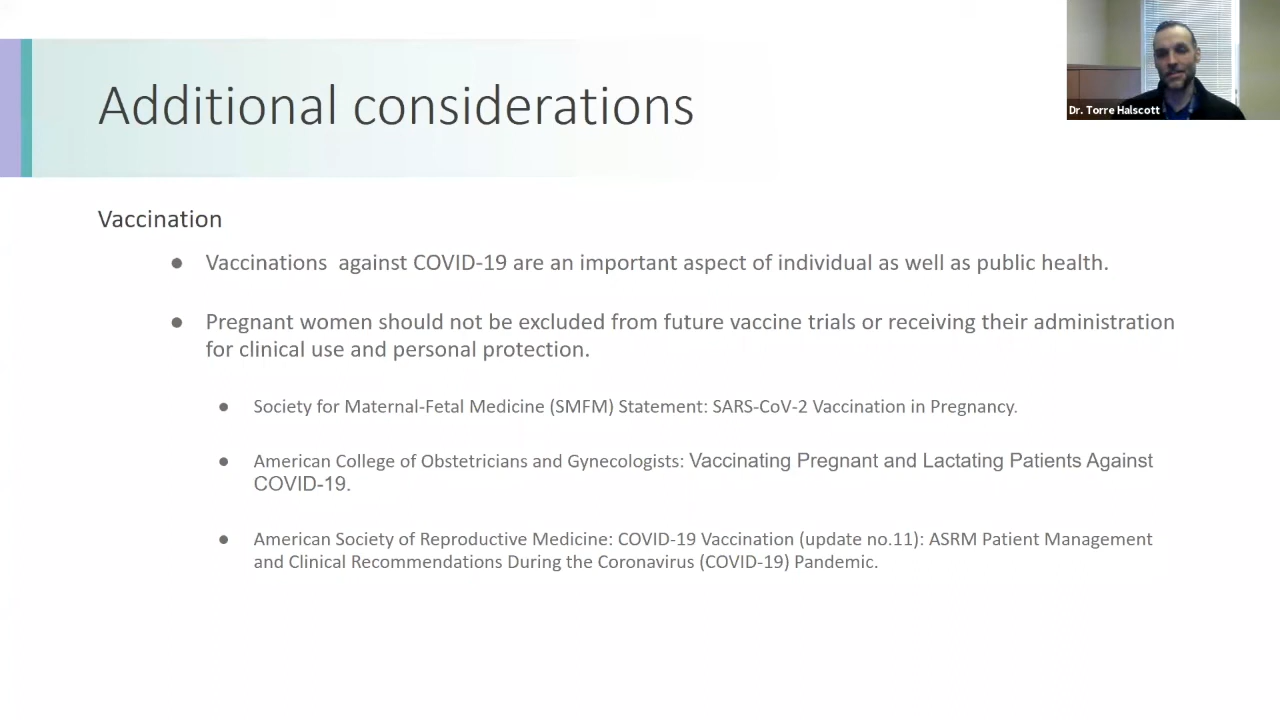 Additional considerations
Dr. Torre Halscott
Vaccination
● Vaccinations  against COVID-19 are an important aspect of individual as well as public health.
● Pregnant women should not be excluded from future vaccine trials or receiving their administration
for clinical use and personal protection.
● Society for Maternal-Fetal Medicine (SMFM) Statement: SARS-CoV-2 Vaccination in Pregnancy.
● American College of Obstetricians and Gynecologists: Vaccinating Pregnant and Lactating Patients Against
COVID-19.
● American Society of Reproductive Medicine: COVID-19 Vaccination (update no.11): ASRM Patient Management
and Clinical Recommendations During the Coronavirus (COVID-19) Pandemic.